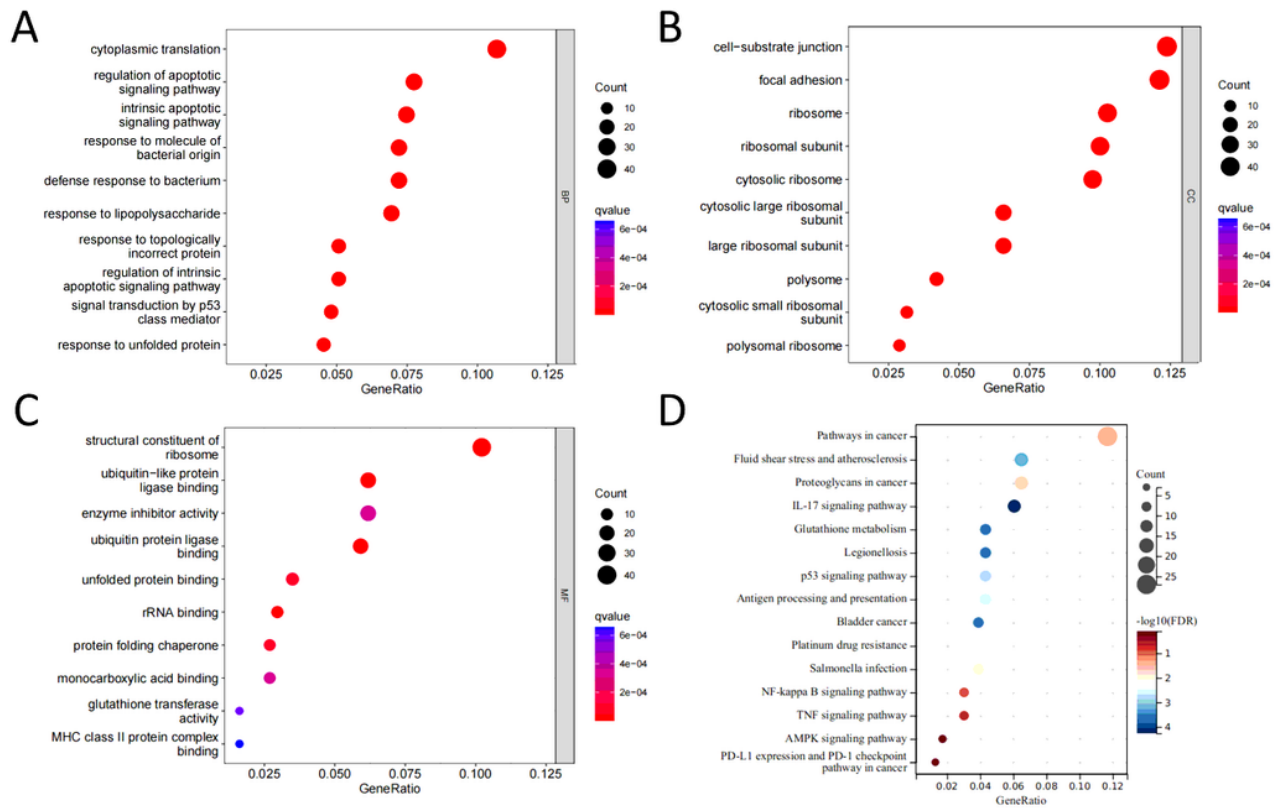 A
cytoplasmic translation
regulation of apoptotic
signaling pathway
intrinsic apoptotic
signaling pathway
response to molecule of
bacterial origin
defense response to bacterium
response to lipopolysaccharide
response to topologically
incorrect protein
regulation of intrinsic
apoptotic signaling pathway
signal transduction by p53
class mediator
response to unfolded protein
0.025 0.050 0.075 0.100 0.125
GeneRatio
BP
Count
10
20
30
40
qvalue
6e−04
4e−04
2e−04
B
cell−substrate junction
focal adhesion
ribosome
ribosomal subunit
cytosolic ribosome
cytosolic large ribosomal
subunit
large ribosomal subunit
polysome
cytosolic small ribosomal
subunit
polysomal ribosome
0.025 0.050 0.075 0.100 0.125
GeneRatio
CC
Count
10
20
30
40
qvalue
6e−04
4e−04
2e−04
C
structural constituent of
ribosome
ubiquitin−like protein
ligase binding
enzyme inhibitor activity
ubiquitin protein ligase
binding
unfolded protein binding
rRNA binding
protein folding chaperone
monocarboxylic acid binding
glutathione transferase
activity
MHC class II protein complex
binding
0.025 0.050 0.075 0.100 0.125
GeneRatio
MF
Count
10
20
30
40
qvalue
6e−04
4e−04
2e−04
D
Pathways in cancer
Fluid shear stress and atherosclerosis
Proteoglycans in cancer
IL-17 signaling pathway
Glutathione metabolism
Legionellosis
p53 signaling pathway
Antigen processing and presentation
Bladder cancer
Platinum drug resistance
Salmonella infection
NF-kappa B signaling pathway
TNF signaling pathway
AMPK signaling pathway
PD-L1 expression and PD-1 checkpoint
pathway in cancer
0.02 0.04 0.06 0.08 0.10 0.12
GeneRatio
Count
5
10
15
20
25
-log10(FDR)
1
2
3
4